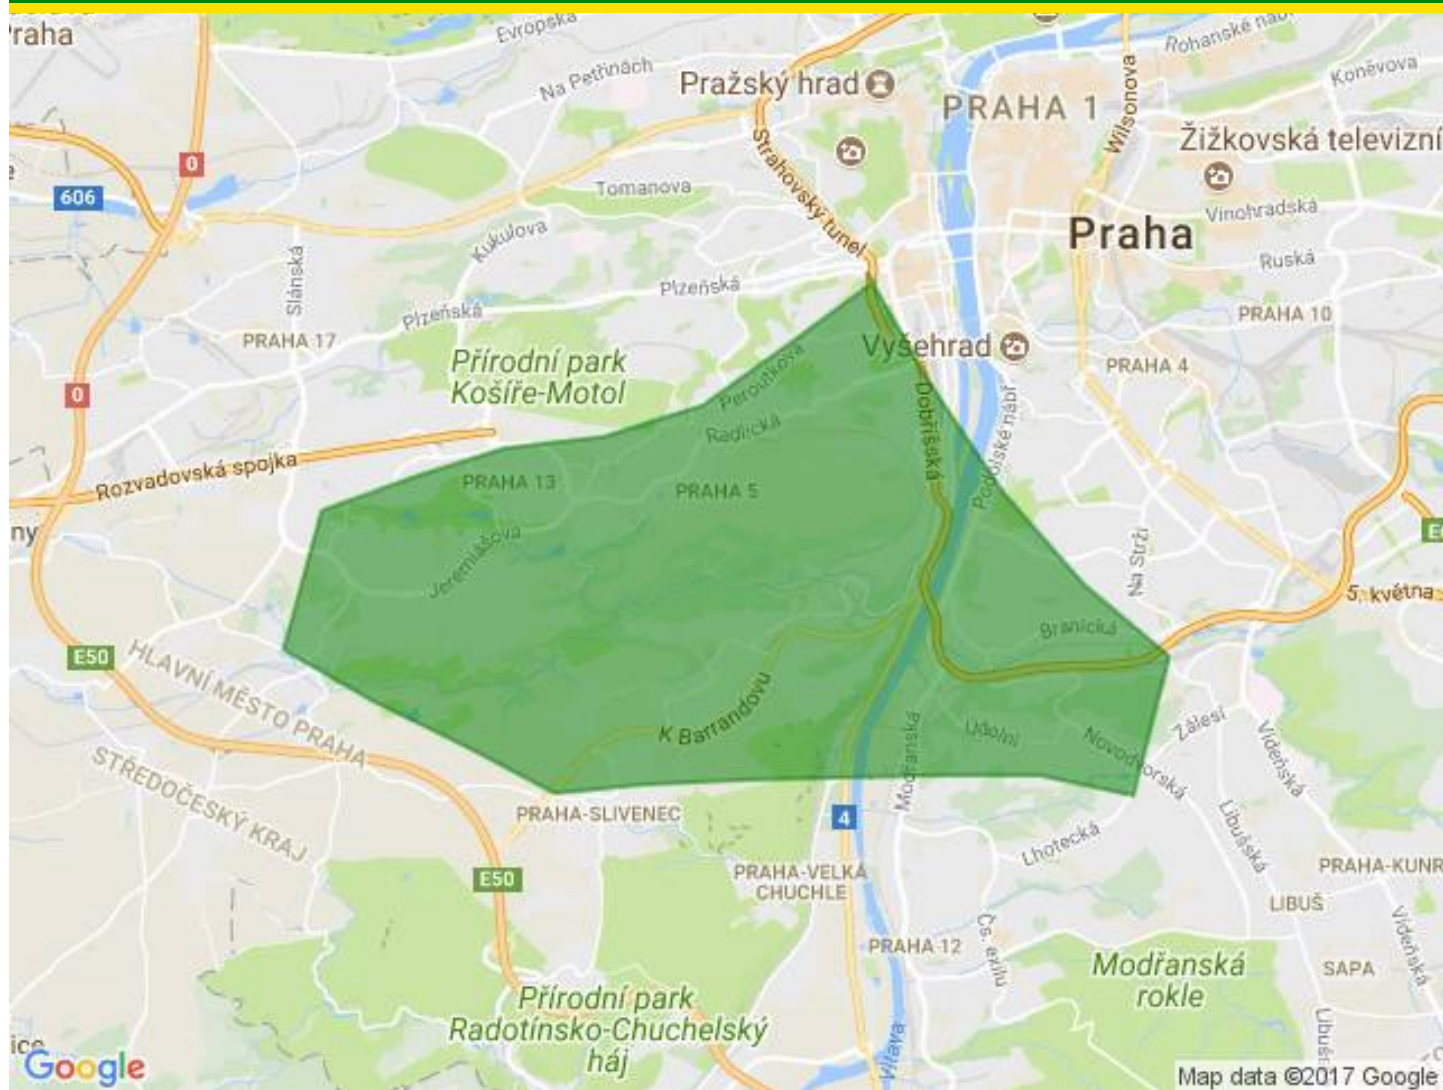 Praha
Evropská
Na Petřinách
Pražský hrad
PRAHA 1
Rohanské náb
Koněvova
Wilsonova
Žižkovská televizní
0
Strahovský tunel
606
Tomanova
Vinohradská
Praha
Kukulova
Ruská
Slánská
Plzeňská
Plzeňská
PRAHA 10
PRAHA 17
Vyšehrad
PRAHA 4
Přírodní park
Košíře-Motol
Peroutkova
0
Radlická
Dobříšská
Podolské nábř
Rozvadovská spojka
PRAHA 13
PRAHA 5
ny
Jeremiášova
Na Strži
5. května
Branická
E50
HLAVNÍ MĚSTO PRAHA
K Barrandovu
Modřanská
Údolní
Novodvorská
Zálesí
Vídeňská
STŘEDOČESKÝ KRAJ
PRAHA-SLIVENEC
4
Lhotecká
Libušská
E50
PRAHA-VELKÁ
CHUCHLE
PRAHA-KUNR
LIBUŠ
Čs. exilu
Vídeňská
PRAHA 12
Modřanská
rokle
SAPA
Přírodní park
Radotínsko-Chuchelský
háj
Vltava
Libuš
ice
Google
Map data ©2017 Google